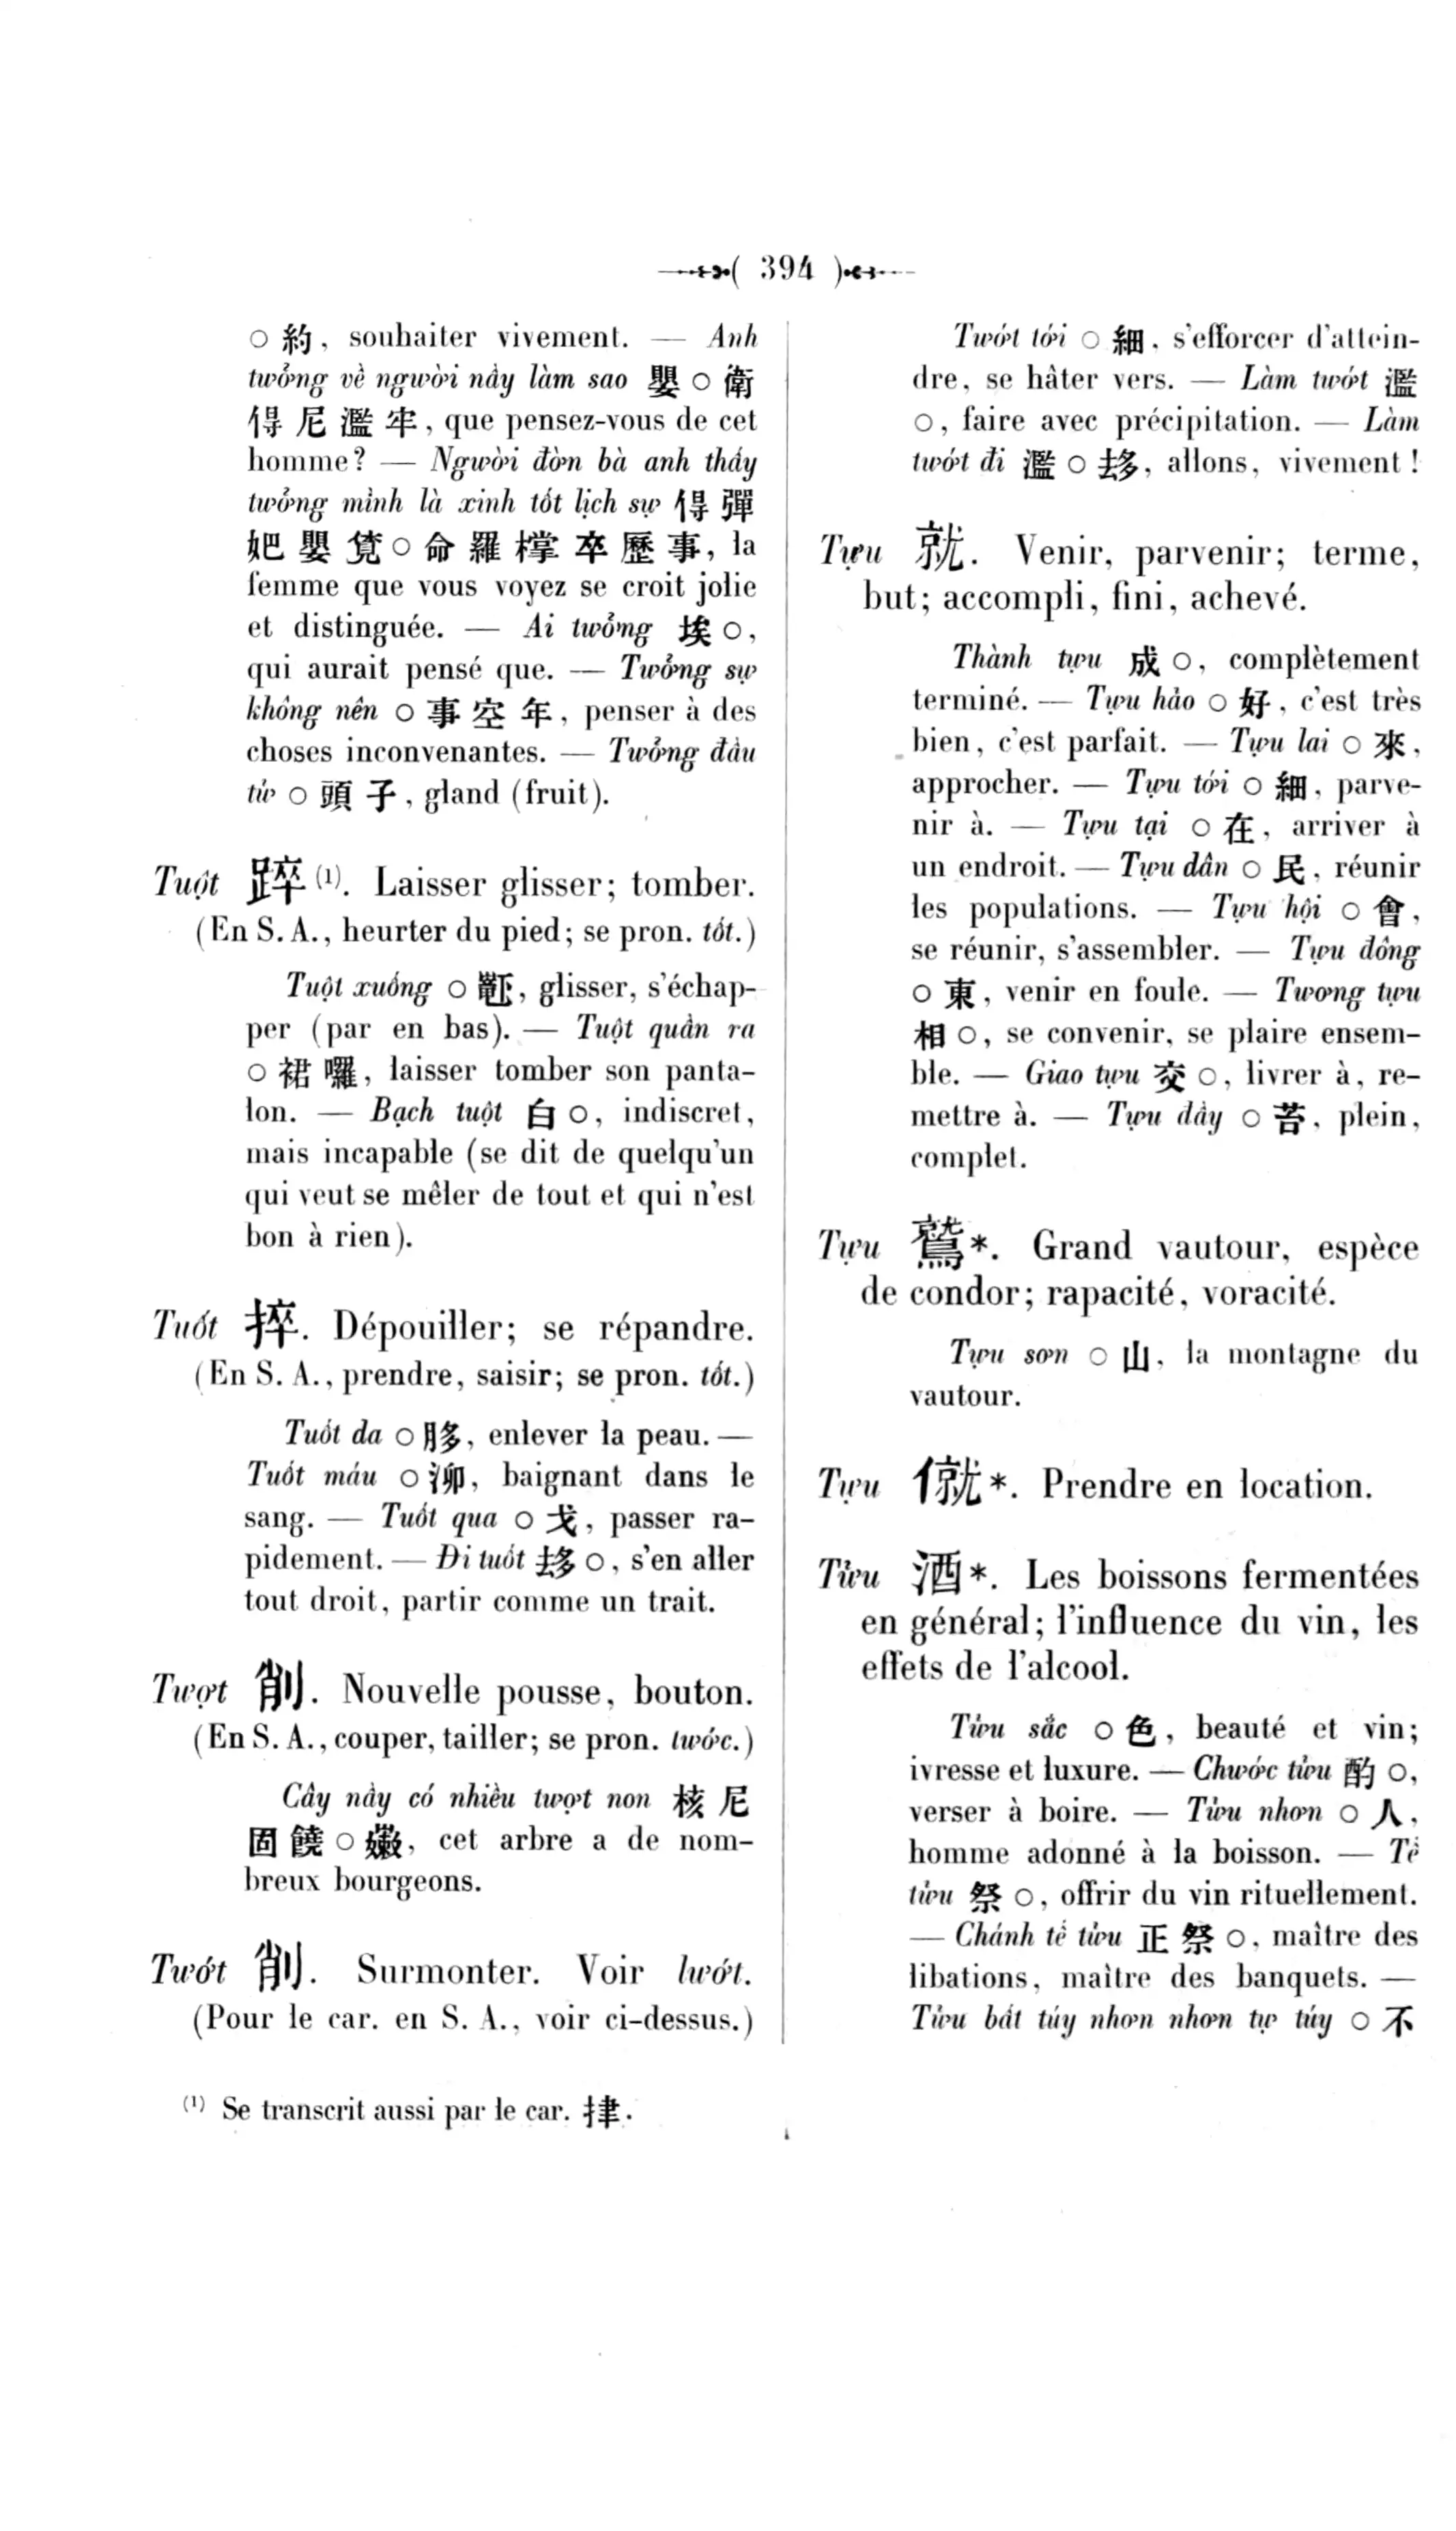 ( 394 )
○ 約, souhaiter vivement. — Anh
tưởng về người nầy làm sao 嬰 ○ 衛
得 尼 濫 牢, que pensez-vous de cet
homme? — Người đờn bà anh thấy
tưởng mình là xinh tốt lịch sự 得 彈
妑 嬰 覓 ○ 命 羅 樘 卒 歷 事, la
femme que vous voyez se croit jolie
et distinguée. — Ai tưởng 埃 ○,
qui aurait pensé que. — Tưởng sự
không nên ○ 事 空 年, penser à des
choses inconvenantes. — Tưởng đầu
tử ○ 頭 子, gland (fruit).
Tuột 踤 (1). Laisser glisser; tomber.
(En S. A., heurter du pied; se pron. tốt.)
Tuột xuống ○, glisser, s'échap-
per (par en bas). — Tuột quần ra
○ 裙 囉, laisser tomber son panta-
lon. — Bạch tuột 白 ○, indiscret,
mais incapable (se dit de quelqu'un
qui veut se mêler de tout et qui n'est
bon à rien).
Tuốt 捽. Dépouiller; se répandre.
(En S. A., prendre, saisir; se pron. tốt.)
Tuốt da ○ 胗, enlever la peau. —
Tuốt máu ○ 泖, baignant dans le
sang. — Tuốt qua ○ 戈, passer ra-
pidement. — Đi tuốt 迻 ○, s'en aller
tout droit, partir comme un trait.
Tượt 削. Nouvelle pousse, bouton.
(En S. A., couper, tailler; se pron. tước.)
Cây nầy có nhiều tượt non 核 尼
固 饒 ○ 嫩, cet arbre a de nom-
breux bourgeons.
Tướt 削. Surmonter. Voir lướt.
(Pour le car. en S. A., voir ci-dessus.)
(1) Se transcrit aussi par le car. 𢫫.
Tướt tới ○ 細, s'efforcer d'attein-
dre, se hâter vers. — Làm tướt 濫
○, faire avec précipitation. — Làm
tướt đi 濫 ○ 迻, allons, vivement!
Tựu 就. Venir, parvenir; terme,
but; accompli, fini, achevé.
Thành tựu 成 ○, complètement
terminé. — Tựu hảo ○ 好, c'est très
bien, c'est parfait. — Tựu lai ○ 來,
approcher. — Tựu tới ○ 細, parve-
nir à. — Tựu tại ○ 在, arriver à
un endroit. — Tựu dân ○ 民, réunir
les populations. — Tựu hội ○ 會,
se réunir, s'assembler. — Tựu đông
○ 東, venir en foule. — Tương tựu
相 ○, se convenir, se plaire ensem-
ble. — Giao tựu 交 ○, livrer à, re-
mettre à. — Tựu đầy ○ 苔, plein,
complet.
Tựu 鷲*. Grand vautour, espèce
de condor; rapacité, voracité.
Tựu sơn ○ 山, la montagne du
vautour.
Tựu 僦*. Prendre en location.
Tửu 酒*. Les boissons fermentées
en général; l'influence du vin, les
effets de l'alcool.
Tửu sắc ○ 色, beauté et vin;
ivresse et luxure. — Chước tửu 酌 ○,
verser à boire. — Tửu nhơn ○ 人,
homme adonné à la boisson. — Tế
tửu 祭 ○, offrir du vin rituellement.
— Chánh tế tửu 正 祭 ○, maître des
libations, maître des banquets. —
Tửu bất túy nhơn nhơn tự túy ○ 不